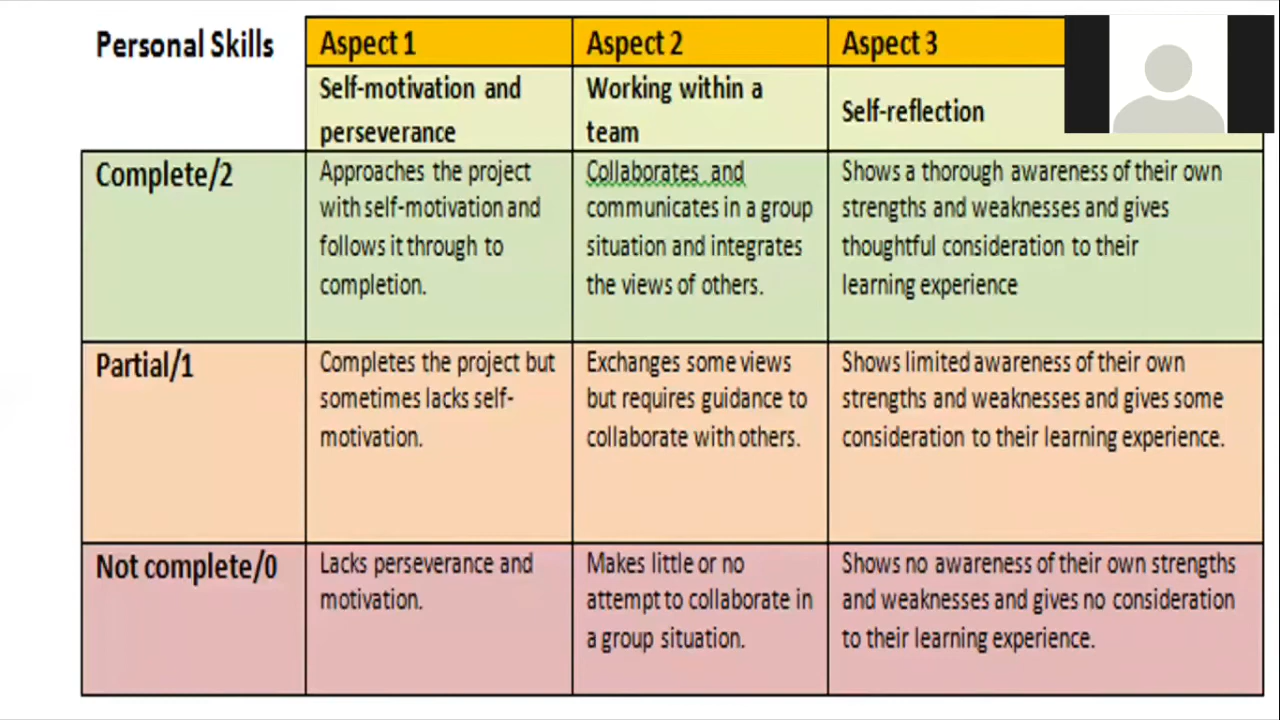 Personal Skills
Aspect 1
Aspect 2
Aspect 3
Self-motivation and
perseverance
Working within a
team
Self-reflection
Complete/2
Approaches the project
with self-motivation and
follows it through to
completion.
Collaborates and
communicates in a group
situation and integrates
the views of others.
Shows a thorough awareness of their own
strengths and weaknesses and gives
thoughtful consideration to their
learning experience
Partial/1
Completes the project but
sometimes lacks self-
motivation.
Exchanges some views
but requires guidance to
collaborate with others.
Shows limited awareness of their own
strengths and weaknesses and gives some
consideration to their learning experience.
Not complete/0
Lacks perseverance and
motivation.
Makes little or no
attempt to collaborate in
a group situation.
Shows no awareness of their own strengths
and weaknesses and gives no consideration
to their learning experience.